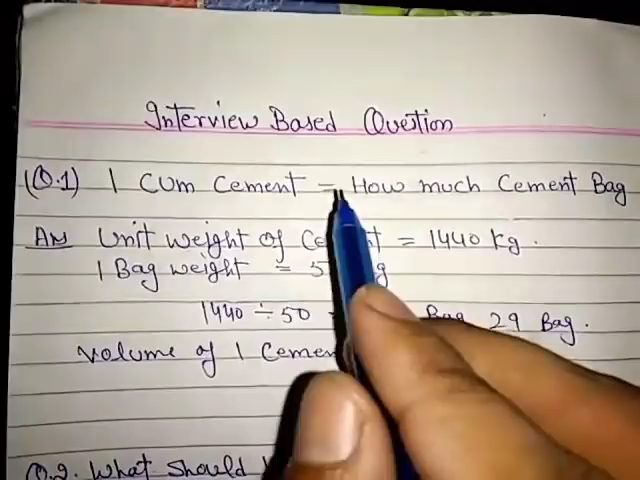 Interview Based Question
(Q.1) 1 CUM Cement = How much Cement Bag
Ans Unit weight of = 1440 kg.
1 Bag weight = 5
1440 ÷ 50 Bag 29 Bag.
Volume of 1 Cemen
Q.2. What Should